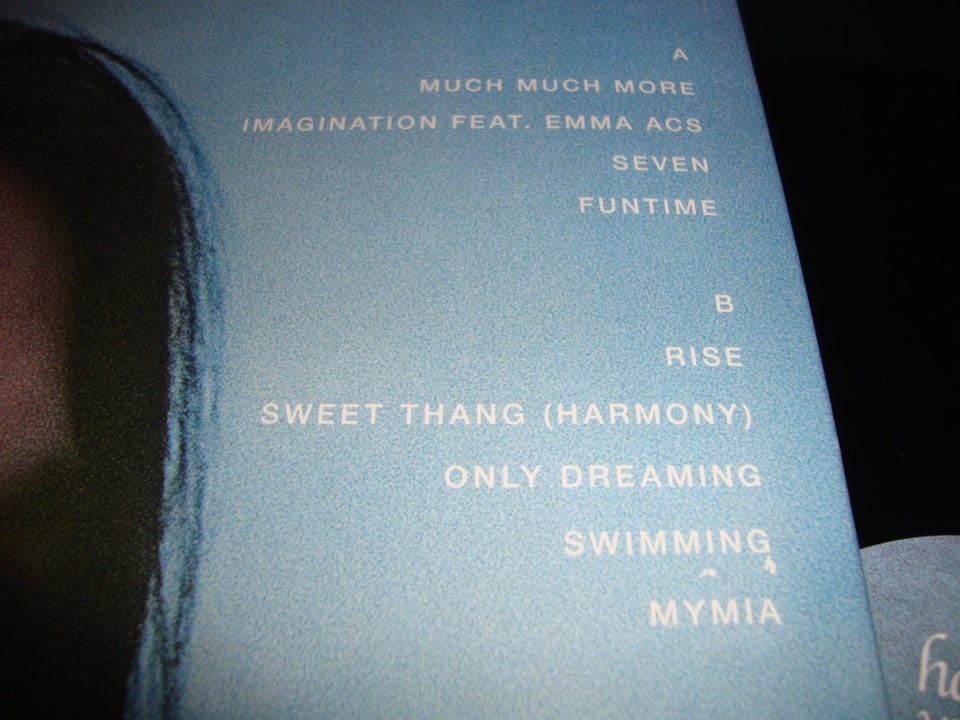 A
MUCH MUCH MORE
IMAGINATION FEAT. EMMA ACS
SEVEN
FUNTIME
B
RISE
SWEET THANG (HARMONY)
ONLY DREAMING
SWIMMING
MYMIA